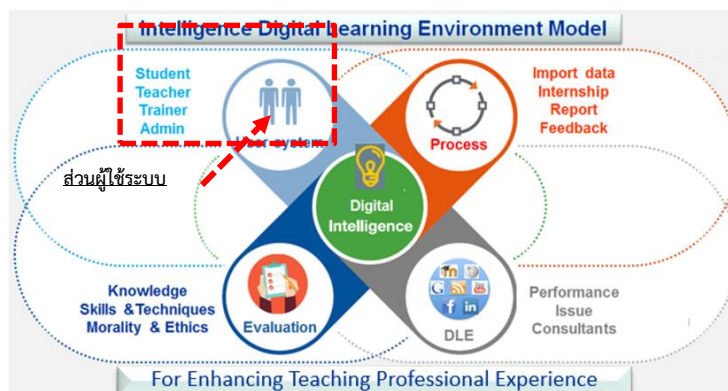 Intelligence Digital Learning Environment Model
Student
Teacher
Trainer
Admin
User system
Process
Import data
Internship
Report
Feedback
ส่วนผู้ใช้ระบบ
Digital
Intelligence
Knowledge
Skills &Techniques
Morality & Ethics
Evaluation
DLE
Performance
Issue
Consultants
For Enhancing Teaching Professional Experience